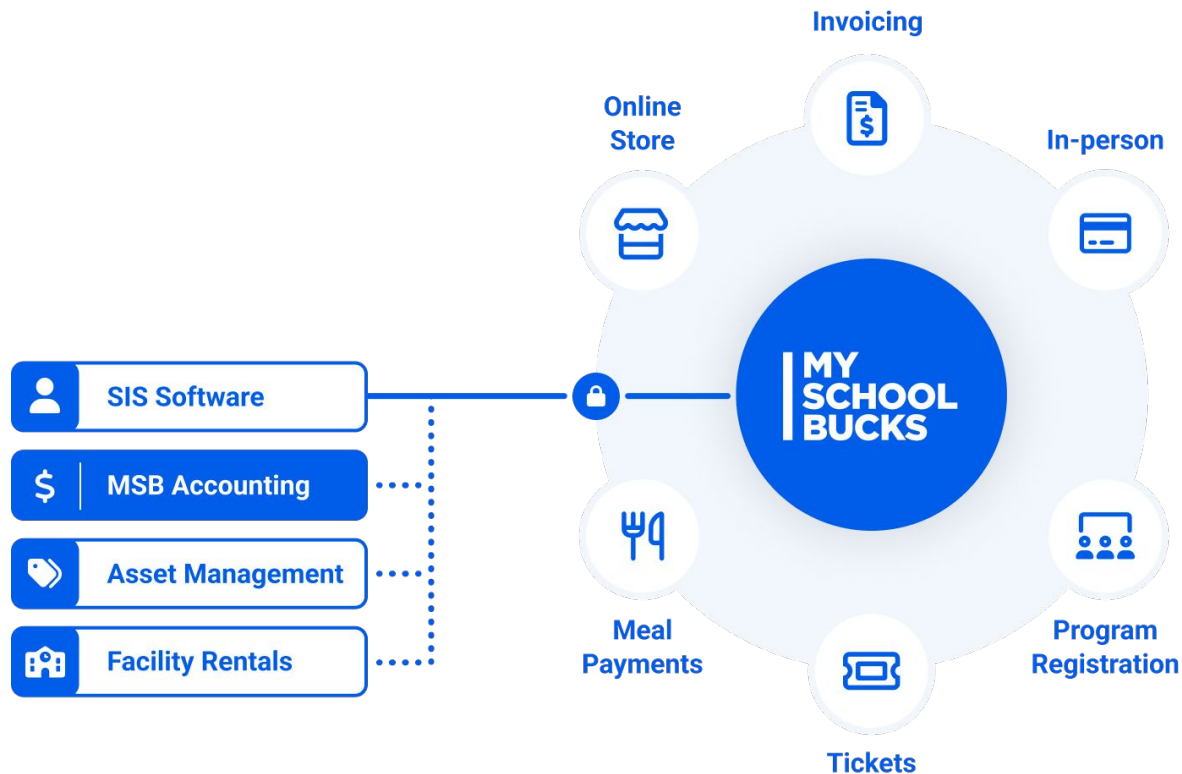 Invoicing
Online
Store
In-person
SIS Software
MSB Accounting
Asset Management
Facility Rentals
MY
SCHOOL
BUCKS
Meal
Payments
Program
Registration
Tickets